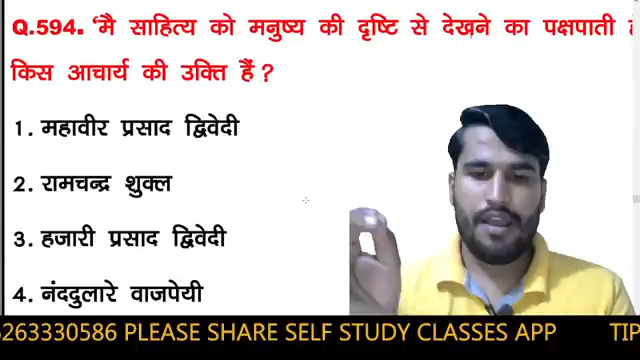 Q.594. 'मै साहित्य को मनुष्य की दृष्टि से देखने का पक्षपाती
किस आचार्य की उक्ति हैं ?
1. महावीर प्रसाद द्विवेदी
2. रामचन्द्र शुक्ल
3. हजारी प्रसाद द्विवेदी
4. नंददुलारे वाजपेयी
6263330586 PLEASE SHARE SELF STUDY CLASSES APP TIP